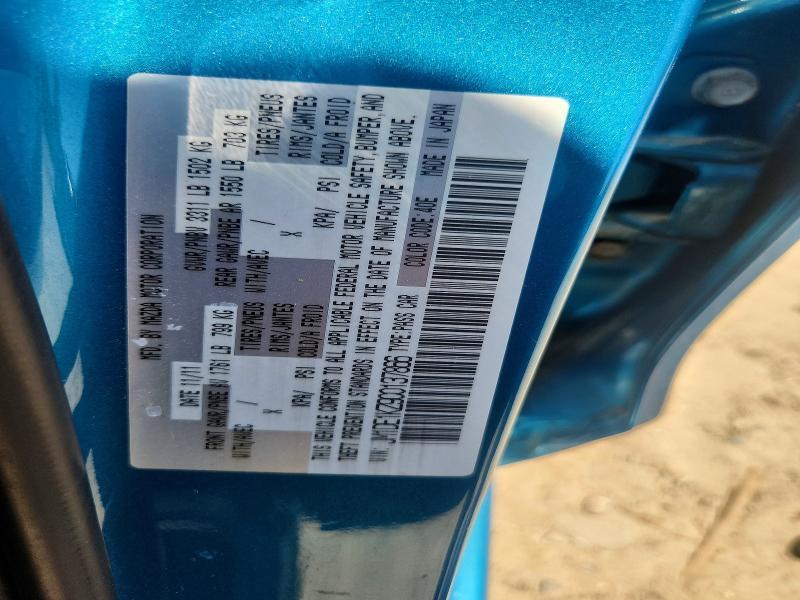 MFD. BY MAZDA MOTOR CORPORATION
DATE 11/11 GVWR/PNBV 3311 LB 1502 KG
FRONT GAWR/PNBE AV 1761 LB 799 KG REAR GAWR/PNBE AR 1550 LB 703 KG
WITH/AVEC / TIRES/PNEUS WITH/AVEC / TIRES/PNEUS
X RIMS/JANTES X RIMS/JANTES
KPA/ PSI COLD/A FROID KPA/ PSI COLD/A FROID
THIS VEHICLE CONFORMS TO ALL APPLICABLE FEDERAL MOTOR VEHICLE SAFETY, BUMPER, AND
THEFT PREVENTION STANDARDS IN EFFECT ON THE DATE OF MANUFACTURE SHOWN ABOVE.
VIN. TYPE PASS CAR COLOR CODE: MADE IN JAPAN